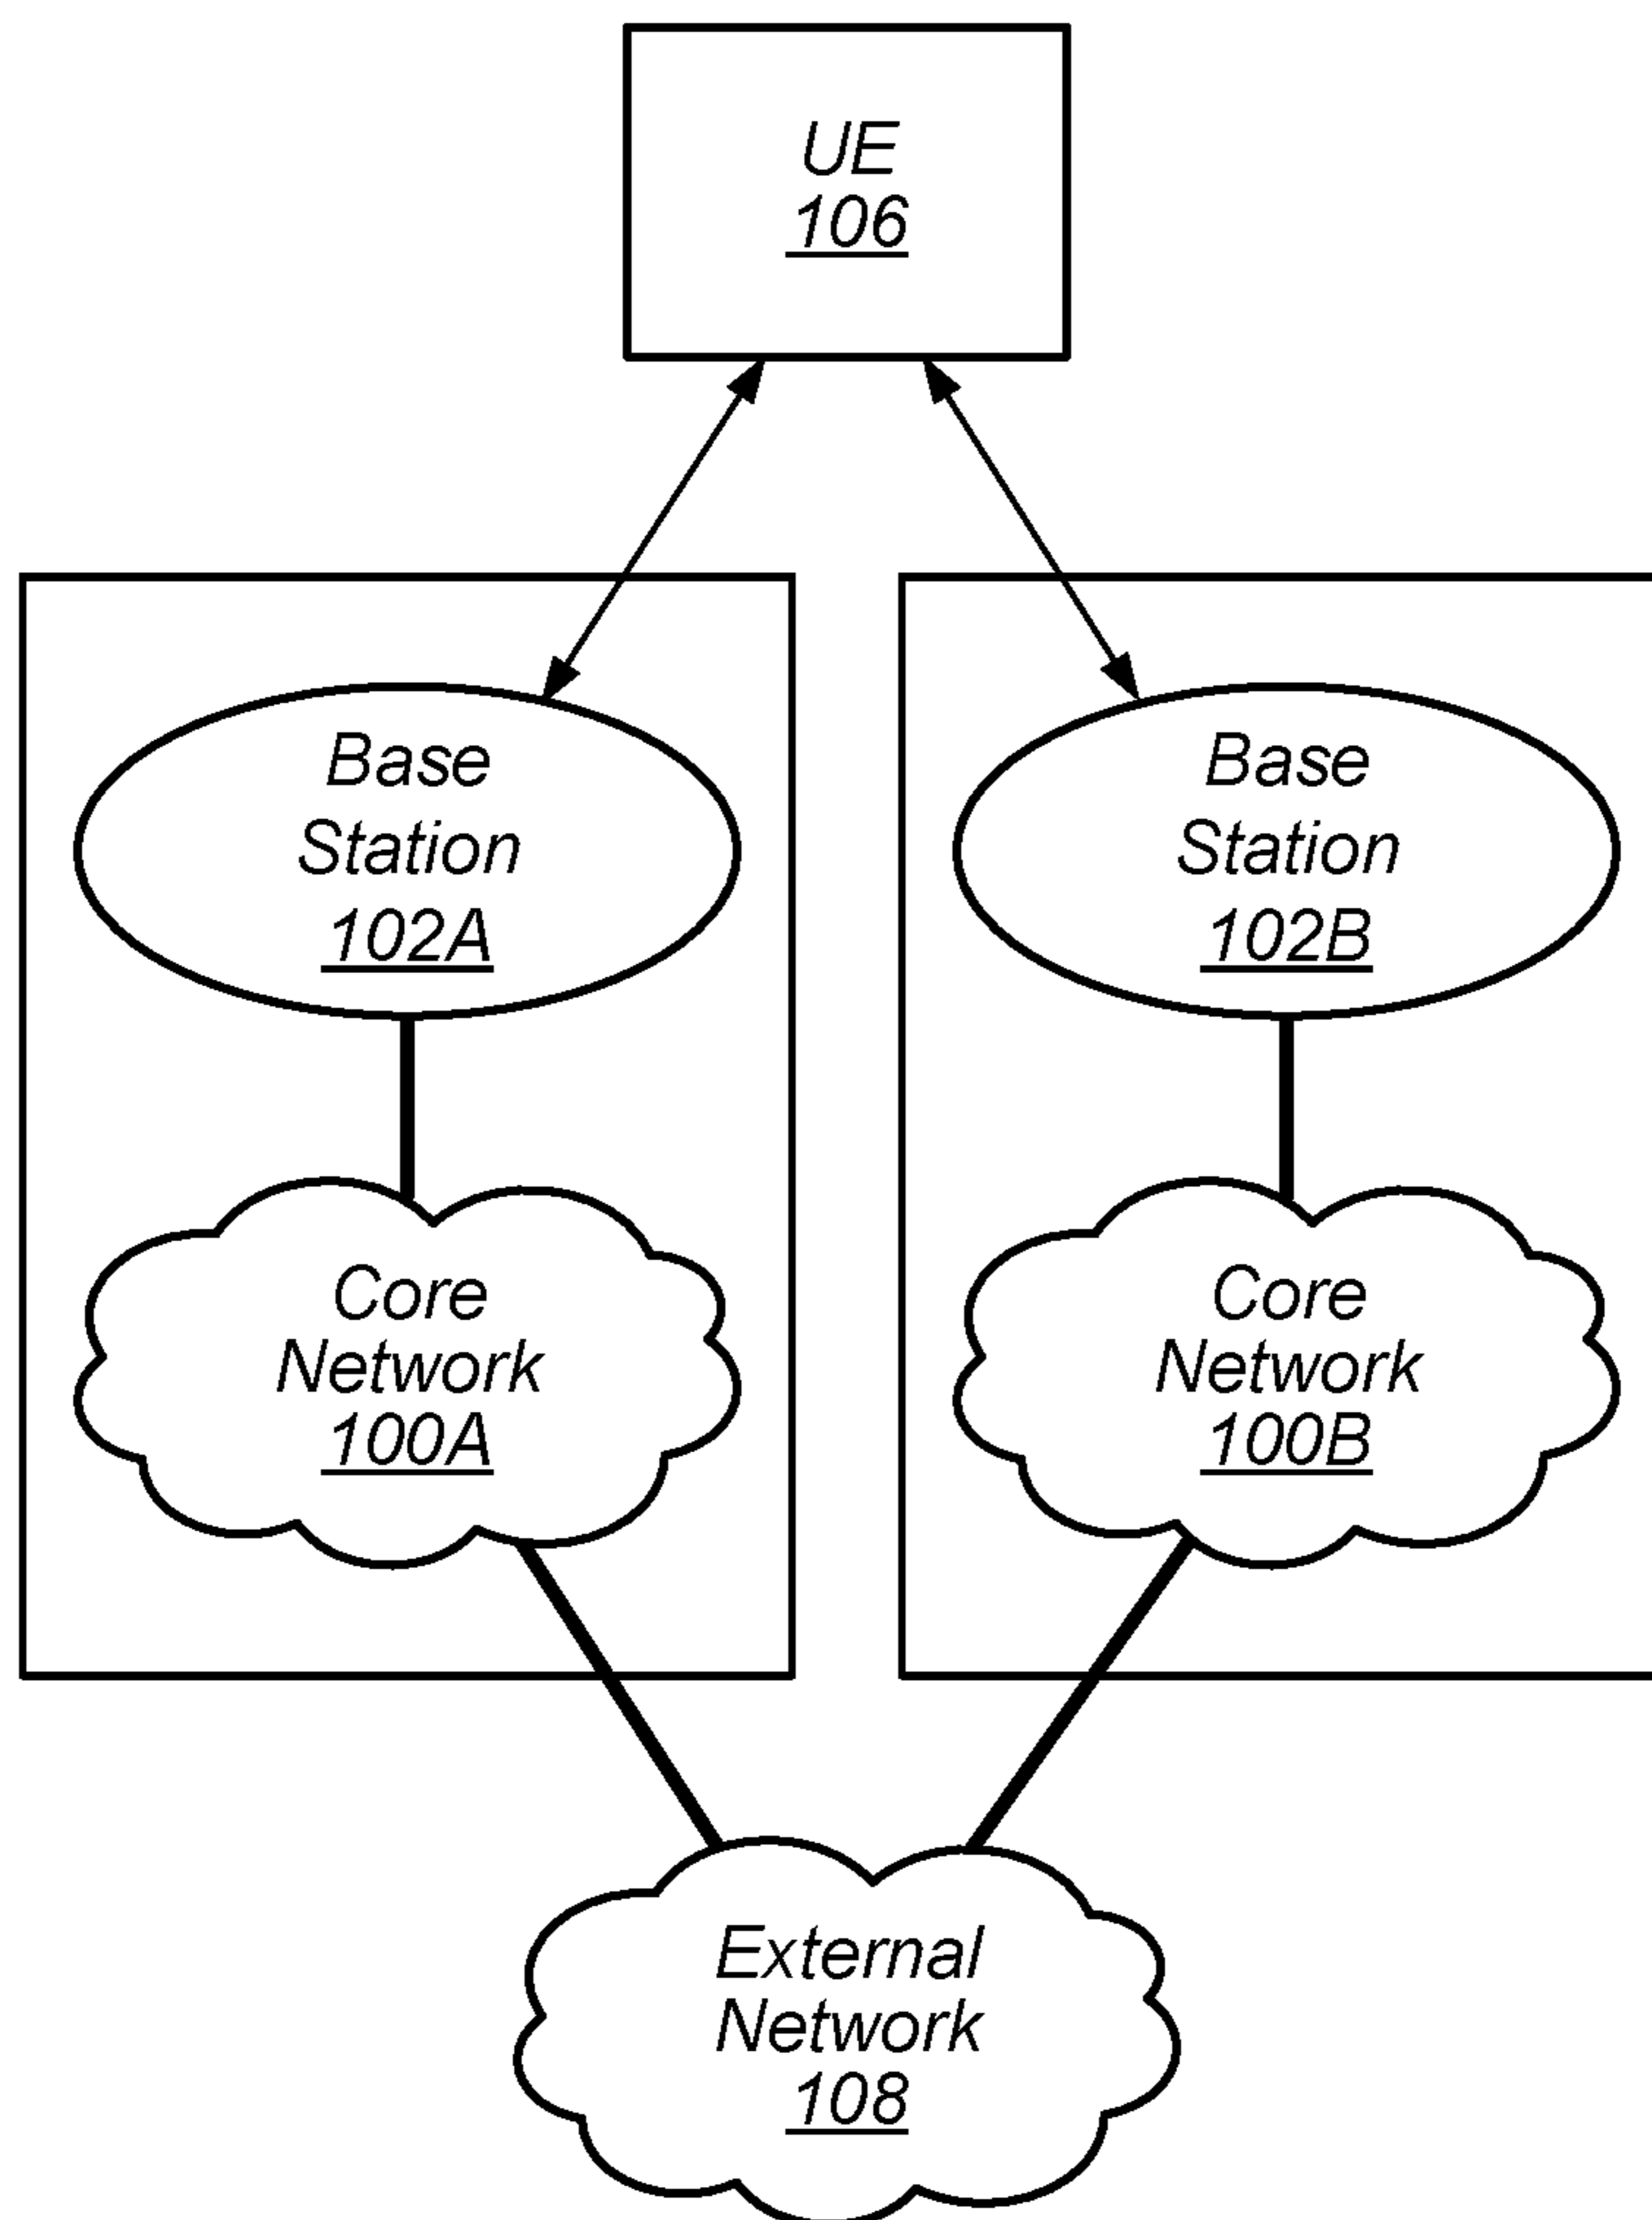 UE
106
Base
Station
102A
Base
Station
102B
Core
Network
100A
Core
Network
100B
External
Network
108